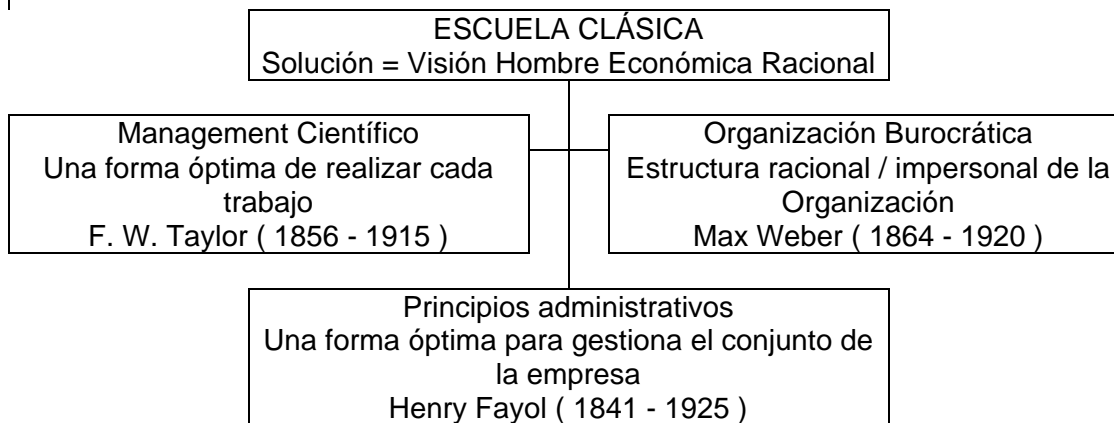 ESCUELA CLÁSICA
Solución = Visión Hombre Económica Racional
Management Científico
Una forma óptima de realizar cada
trabajo
F. W. Taylor ( 1856 - 1915 )
Organización Burocrática
Estructura racional / impersonal de la
Organización
Max Weber ( 1864 - 1920 )
Principios administrativos
Una forma óptima para gestiona el conjunto de
la empresa
Henry Fayol ( 1841 - 1925 )